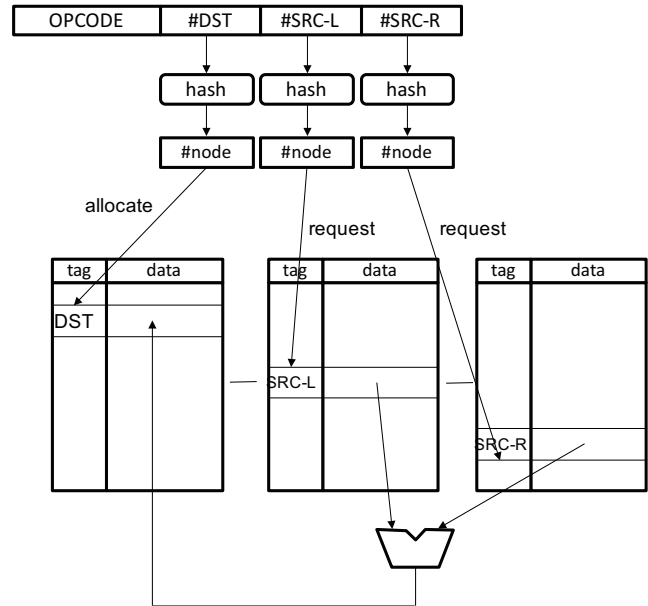 OPCODE #DST #SRC-L #SRC-R
hash hash hash
#node #node #node
allocate
request request
tag data tag data tag data
DST
SRC-L
SRC-R